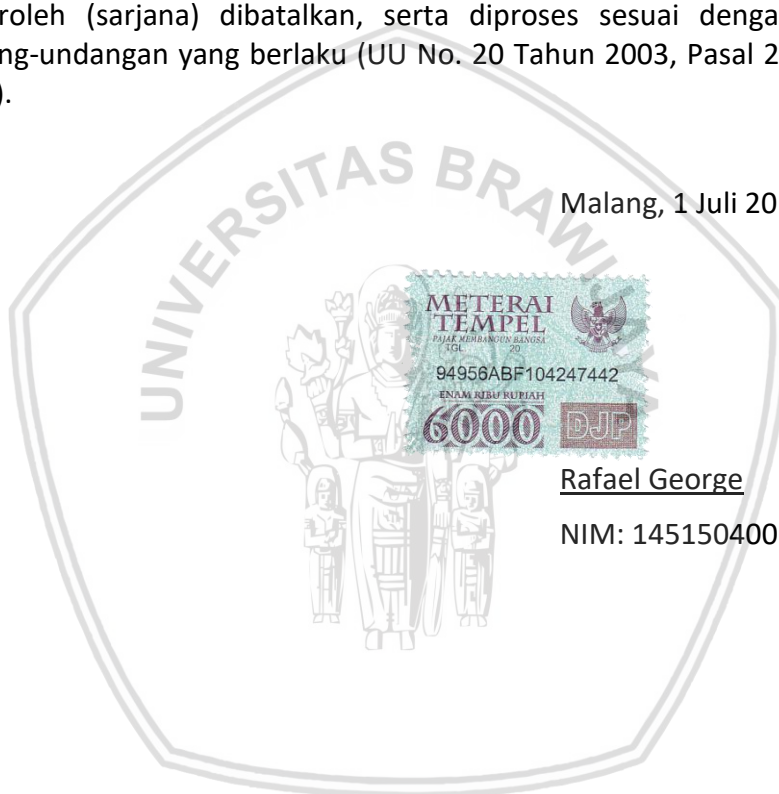 roleh (sarjana) dibatalkan, serta diproses sesuai denga
ng-undangan yang berlaku (UU No. 20 Tahun 2003, Pasal 2
).
UNIVERSITAS BRAWIJAYA
Malang, 1 Juli 20
METERAI
TEMPEL
PAJAK MEMBANGUN BANGSA
TGL 20
94956ABF104247442
ENAM RIBU RUPIAH
6000 DJP
Rafael George
NIM: 145150400